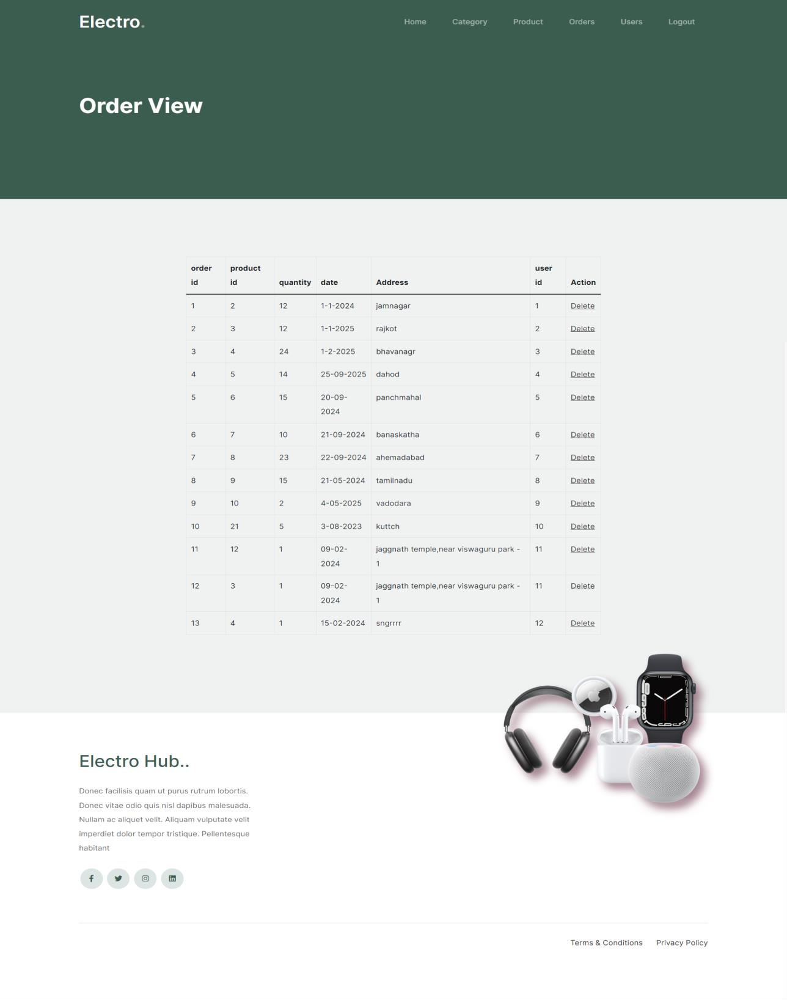 Electro.
Home Category Product Orders Users Logout
Order View
order id product id quantity date Address user id Action
1 2 12 1-1-2024 jamnagar 1 Delete
2 3 12 1-1-2025 rajkot 2 Delete
3 4 24 1-2-2025 bhavanagr 3 Delete
4 5 14 25-09-2025 dahod 4 Delete
5 6 15 20-09-2024 panchmahal 5 Delete
6 7 10 21-09-2024 banaskatha 6 Delete
7 8 23 22-09-2024 ahemadabad 7 Delete
8 9 15 21-05-2024 tamilnadu 8 Delete
9 10 2 4-05-2025 vadodara 9 Delete
10 21 5 3-08-2023 kuttch 10 Delete
11 12 1 09-02-2024 jaggnath temple,near viswaguru park - 1 11 Delete
12 3 1 09-02-2024 jaggnath temple,near viswaguru park - 1 11 Delete
13 4 1 15-02-2024 sngrrrr 12 Delete
Electro Hub..
Donec facilisis quam ut purus rutrum lobortis.
Donec vitae odio quis nisl dapibus malesuada.
Nullam ac aliquet velit. Aliquam vulputate velit
imperdiet dolor tempor tristique. Pellentesque
habitant
Terms & Conditions Privacy Policy